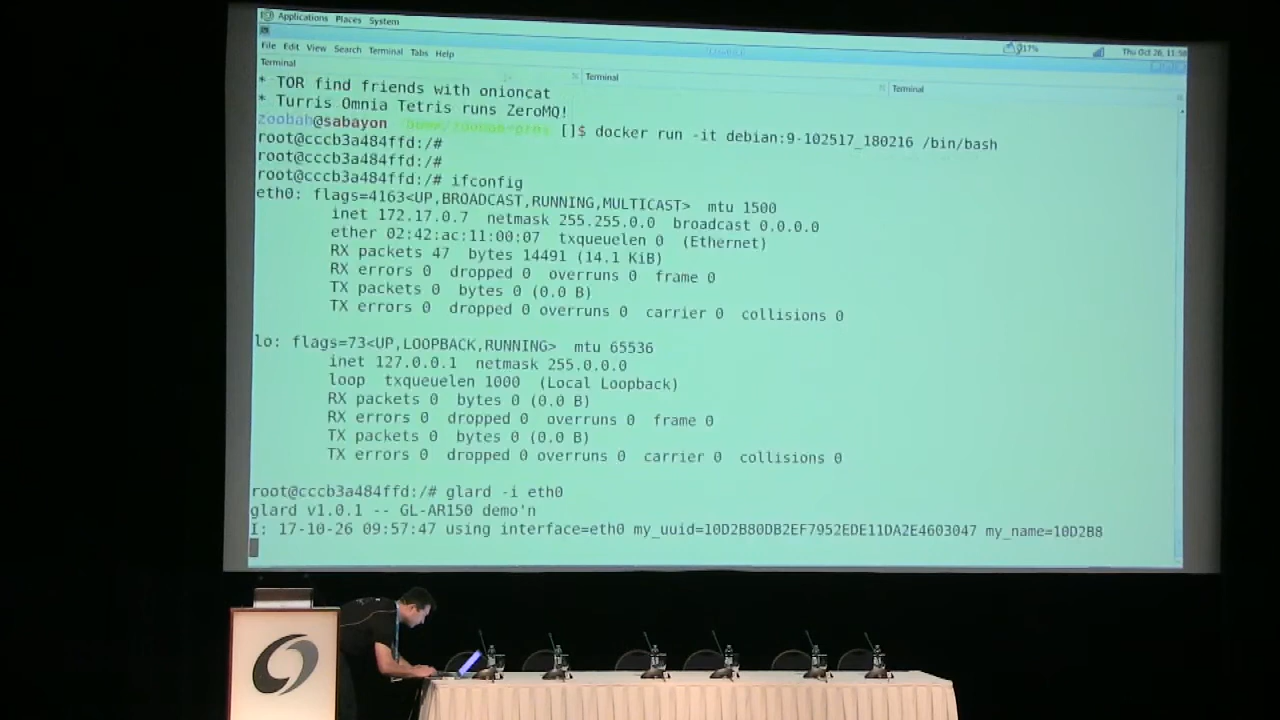 Applications Places System
17%
Thu Oct 26, 11:58
File Edit View Search Terminal Tabs Help
Terminal
Terminal
Terminal
* TOR find friends with onioncat
* Turris Omnia Tetris runs ZeroMQ!
zoobab@sabayon []$ docker run -it debian:9-102517_180216 /bin/bash
root@cccb3a484ffd:/#
root@cccb3a484ffd:/#
root@cccb3a484ffd:/# ifconfig
eth0: flags=4163<UP,BROADCAST,RUNNING,MULTICAST> mtu 1500
inet 172.17.0.7 netmask 255.255.0.0 broadcast 0.0.0.0
ether 02:42:ac:11:00:07 txqueuelen 0 (Ethernet)
RX packets 47 bytes 14491 (14.1 KiB)
RX errors 0 dropped 0 overruns 0 frame 0
TX packets 0 bytes 0 (0.0 B)
TX errors 0 dropped 0 overruns 0 carrier 0 collisions 0
lo: flags=73<UP,LOOPBACK,RUNNING> mtu 65536
inet 127.0.0.1 netmask 255.0.0.0
loop txqueuelen 1000 (Local Loopback)
RX packets 0 bytes 0 (0.0 B)
RX errors 0 dropped 0 overruns 0 frame 0
TX packets 0 bytes 0 (0.0 B)
TX errors 0 dropped 0 overruns 0 carrier 0 collisions 0
root@cccb3a484ffd:/# glard -i eth0
glard v1.0.1 -- GL-AR150 demo'n
I: 17-10-26 09:57:47 using interface=eth0 my_uuid=10D2B80DB2EF7952EDE11DA2E4603047 my_name=10D2B8